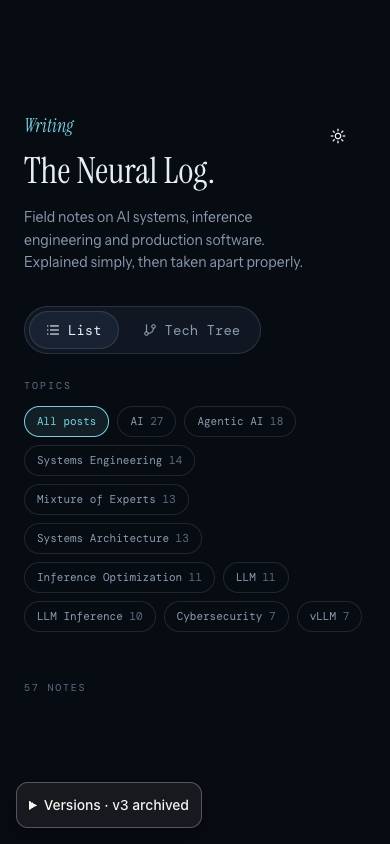 Writing
The Neural Log.
Field notes on AI systems, inference
engineering and production software.
Explained simply, then taken apart properly.
List
Tech Tree
TOPICS
All posts
AI 27
Agentic AI 18
Systems Engineering 14
Mixture of Experts 13
Systems Architecture 13
Inference Optimization 11
LLM 11
LLM Inference 10
Cybersecurity 7
vLLM 7
57 NOTES
Versions · v3 archived